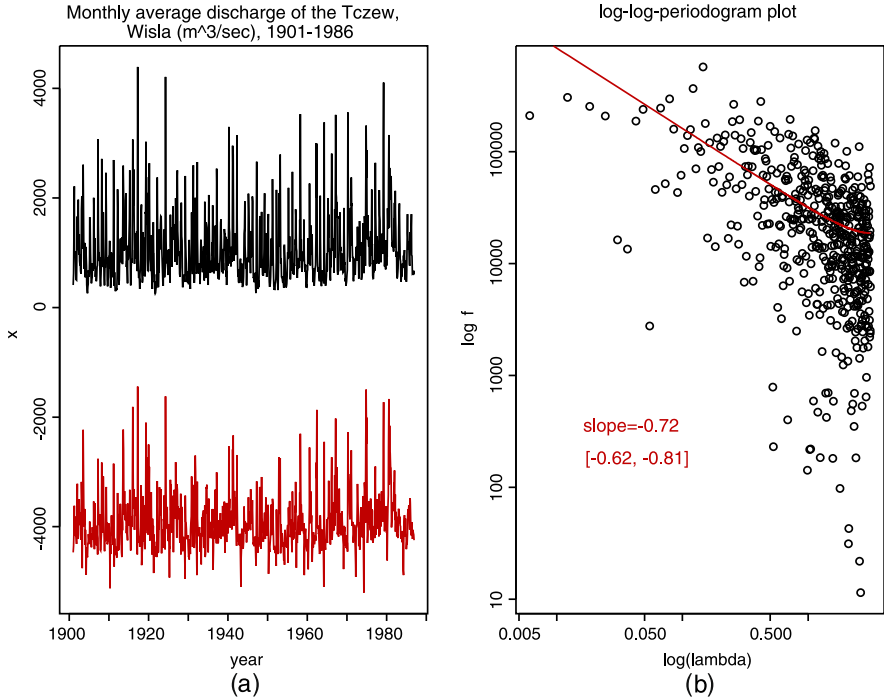 Monthly average discharge of the Tczew,
Wisla (m^3/sec), 1901-1986
x
4000
2000
0
-2000
-4000
1900
1920
1940
1960
1980
year
(a)
log-log-periodogram plot
log f
100000
10000
1000
100
10
slope=-0.72
[-0.62, -0.81]
0.005
0.050
0.500
log(lambda)
(b)